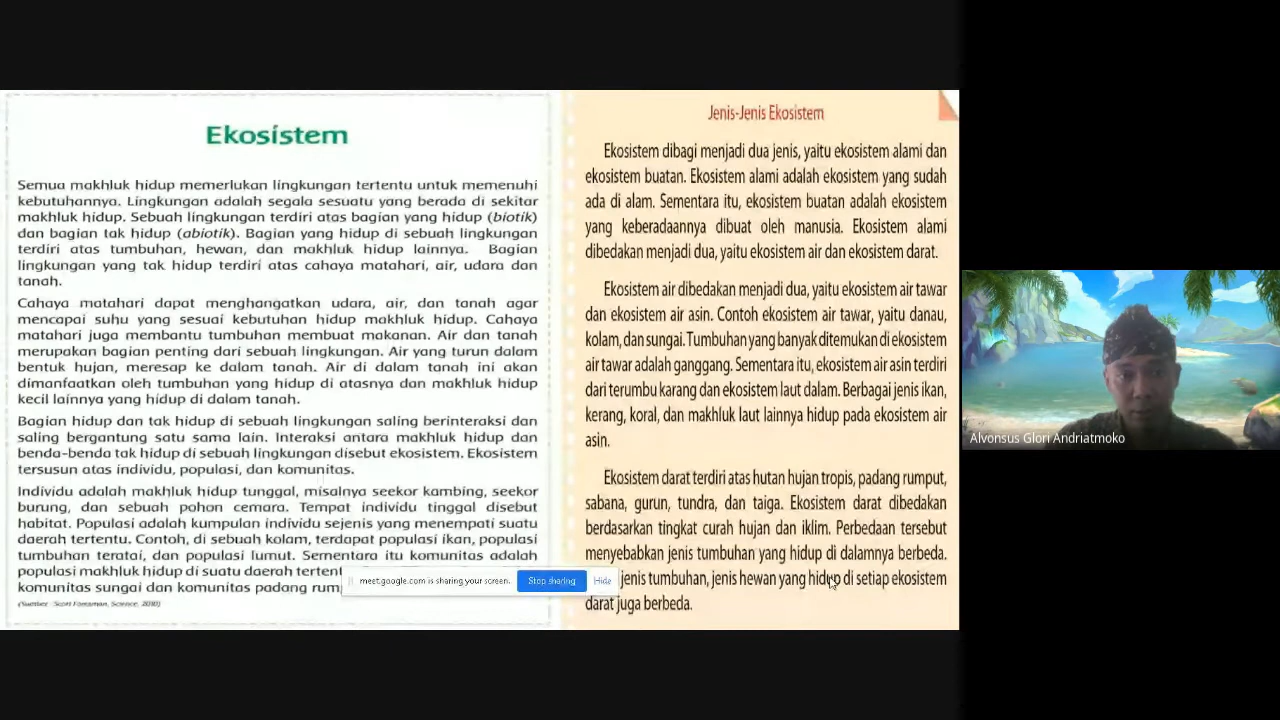 Ekosistem
Semua makhluk hidup memerlukan lingkungan tertentu untuk memenuhi
kebutuhannya. Lingkungan adalah segala sesuatu yang berada di sekitar
makhluk hidup. Sebuah lingkungan terdiri atas bagian yang hidup (biotik)
dan bagian tak hidup (abiotik). Bagian yang hidup di sebuah lingkungan
terdiri atas tumbuhan, hewan, dan makhluk hidup lainnya. Bagian
lingkungan yang tak hidup terdiri atas cahaya matahari, air, udara dan
tanah.
Cahaya matahari dapat menghangatkan udara, air, dan tanah agar
mencapai suhu yang sesuai kebutuhan hidup makhluk hidup. Cahaya
matahari juga membantu tumbuhan membuat makanan. Air dan tanah
merupakan bagian penting dari sebuah lingkungan. Air yang turun dalam
bentuk hujan, meresap ke dalam tanah. Air di dalam tanah ini akan
dimanfaatkan oleh tumbuhan yang hidup di atasnya dan makhluk hidup
kecil lainnya yang hidup di dalam tanah.
Bagian hidup dan tak hidup di sebuah lingkungan saling berinteraksi dan
saling bergantung satu sama lain. Interaksi antara makhluk hidup dan
benda-benda tak hidup di sebuah lingkungan disebut ekosistem. Ekosistem
tersusun atas individu, populasi, dan komunitas.
Individu adalah makhluk hidup tunggal, misalnya seekor kambing, seekor
burung, dan sebuah pohon cemara. Tempat individu tinggal disebut
habitat. Populasi adalah kumpulan individu sejenis yang menempati suatu
daerah tertentu. Contoh, di sebuah kolam, terdapat populasi ikan, populasi
tumbuhan teratai, dan populasi lumut. Sementara itu komunitas adalah
populasi makhluk hidup di suatu daerah
komunitas sungai dan komunitas padang
(Sumber: Scott Foresman, Science, 2010)
Jenis-Jenis Ekosistem
Ekosistem dibagi menjadi dua jenis, yaitu ekosistem alami dan
ekosistem buatan. Ekosistem alami adalah ekosistem yang sudah
ada di alam. Sementara itu, ekosistem buatan adalah ekosistem
yang keberadaannya dibuat oleh manusia. Ekosistem alami
dibedakan menjadi dua, yaitu ekosistem air dan ekosistem darat.
Ekosistem air dibedakan menjadi dua, yaitu ekosistem air tawar
dan ekosistem air asin. Contoh ekosistem air tawar, yaitu danau,
kolam, dan sungai. Tumbuhan yang banyak ditemukan di ekosistem
air tawar adalah ganggang. Sementara itu, ekosistem air asin terdiri
dari terumbu karang dan ekosistem laut dalam. Berbagai jenis ikan,
kerang, koral, dan makhluk laut lainnya hidup pada ekosistem air
asin.
Ekosistem darat terdiri atas hutan hujan tropis, padang rumput,
sabana, gurun, tundra, dan taiga. Ekosistem darat dibedakan
berdasarkan tingkat curah hujan dan iklim. Perbedaan tersebut
menyebabkan jenis tumbuhan yang hidup di dalamnya berbeda.
jenis tumbuhan, jenis hewan yang hidup di setiap ekosistem
darat juga berbeda.
meet.google.com is sharing your screen.
Stop sharing
Hide
Alvonsus Glori Andriatmoko